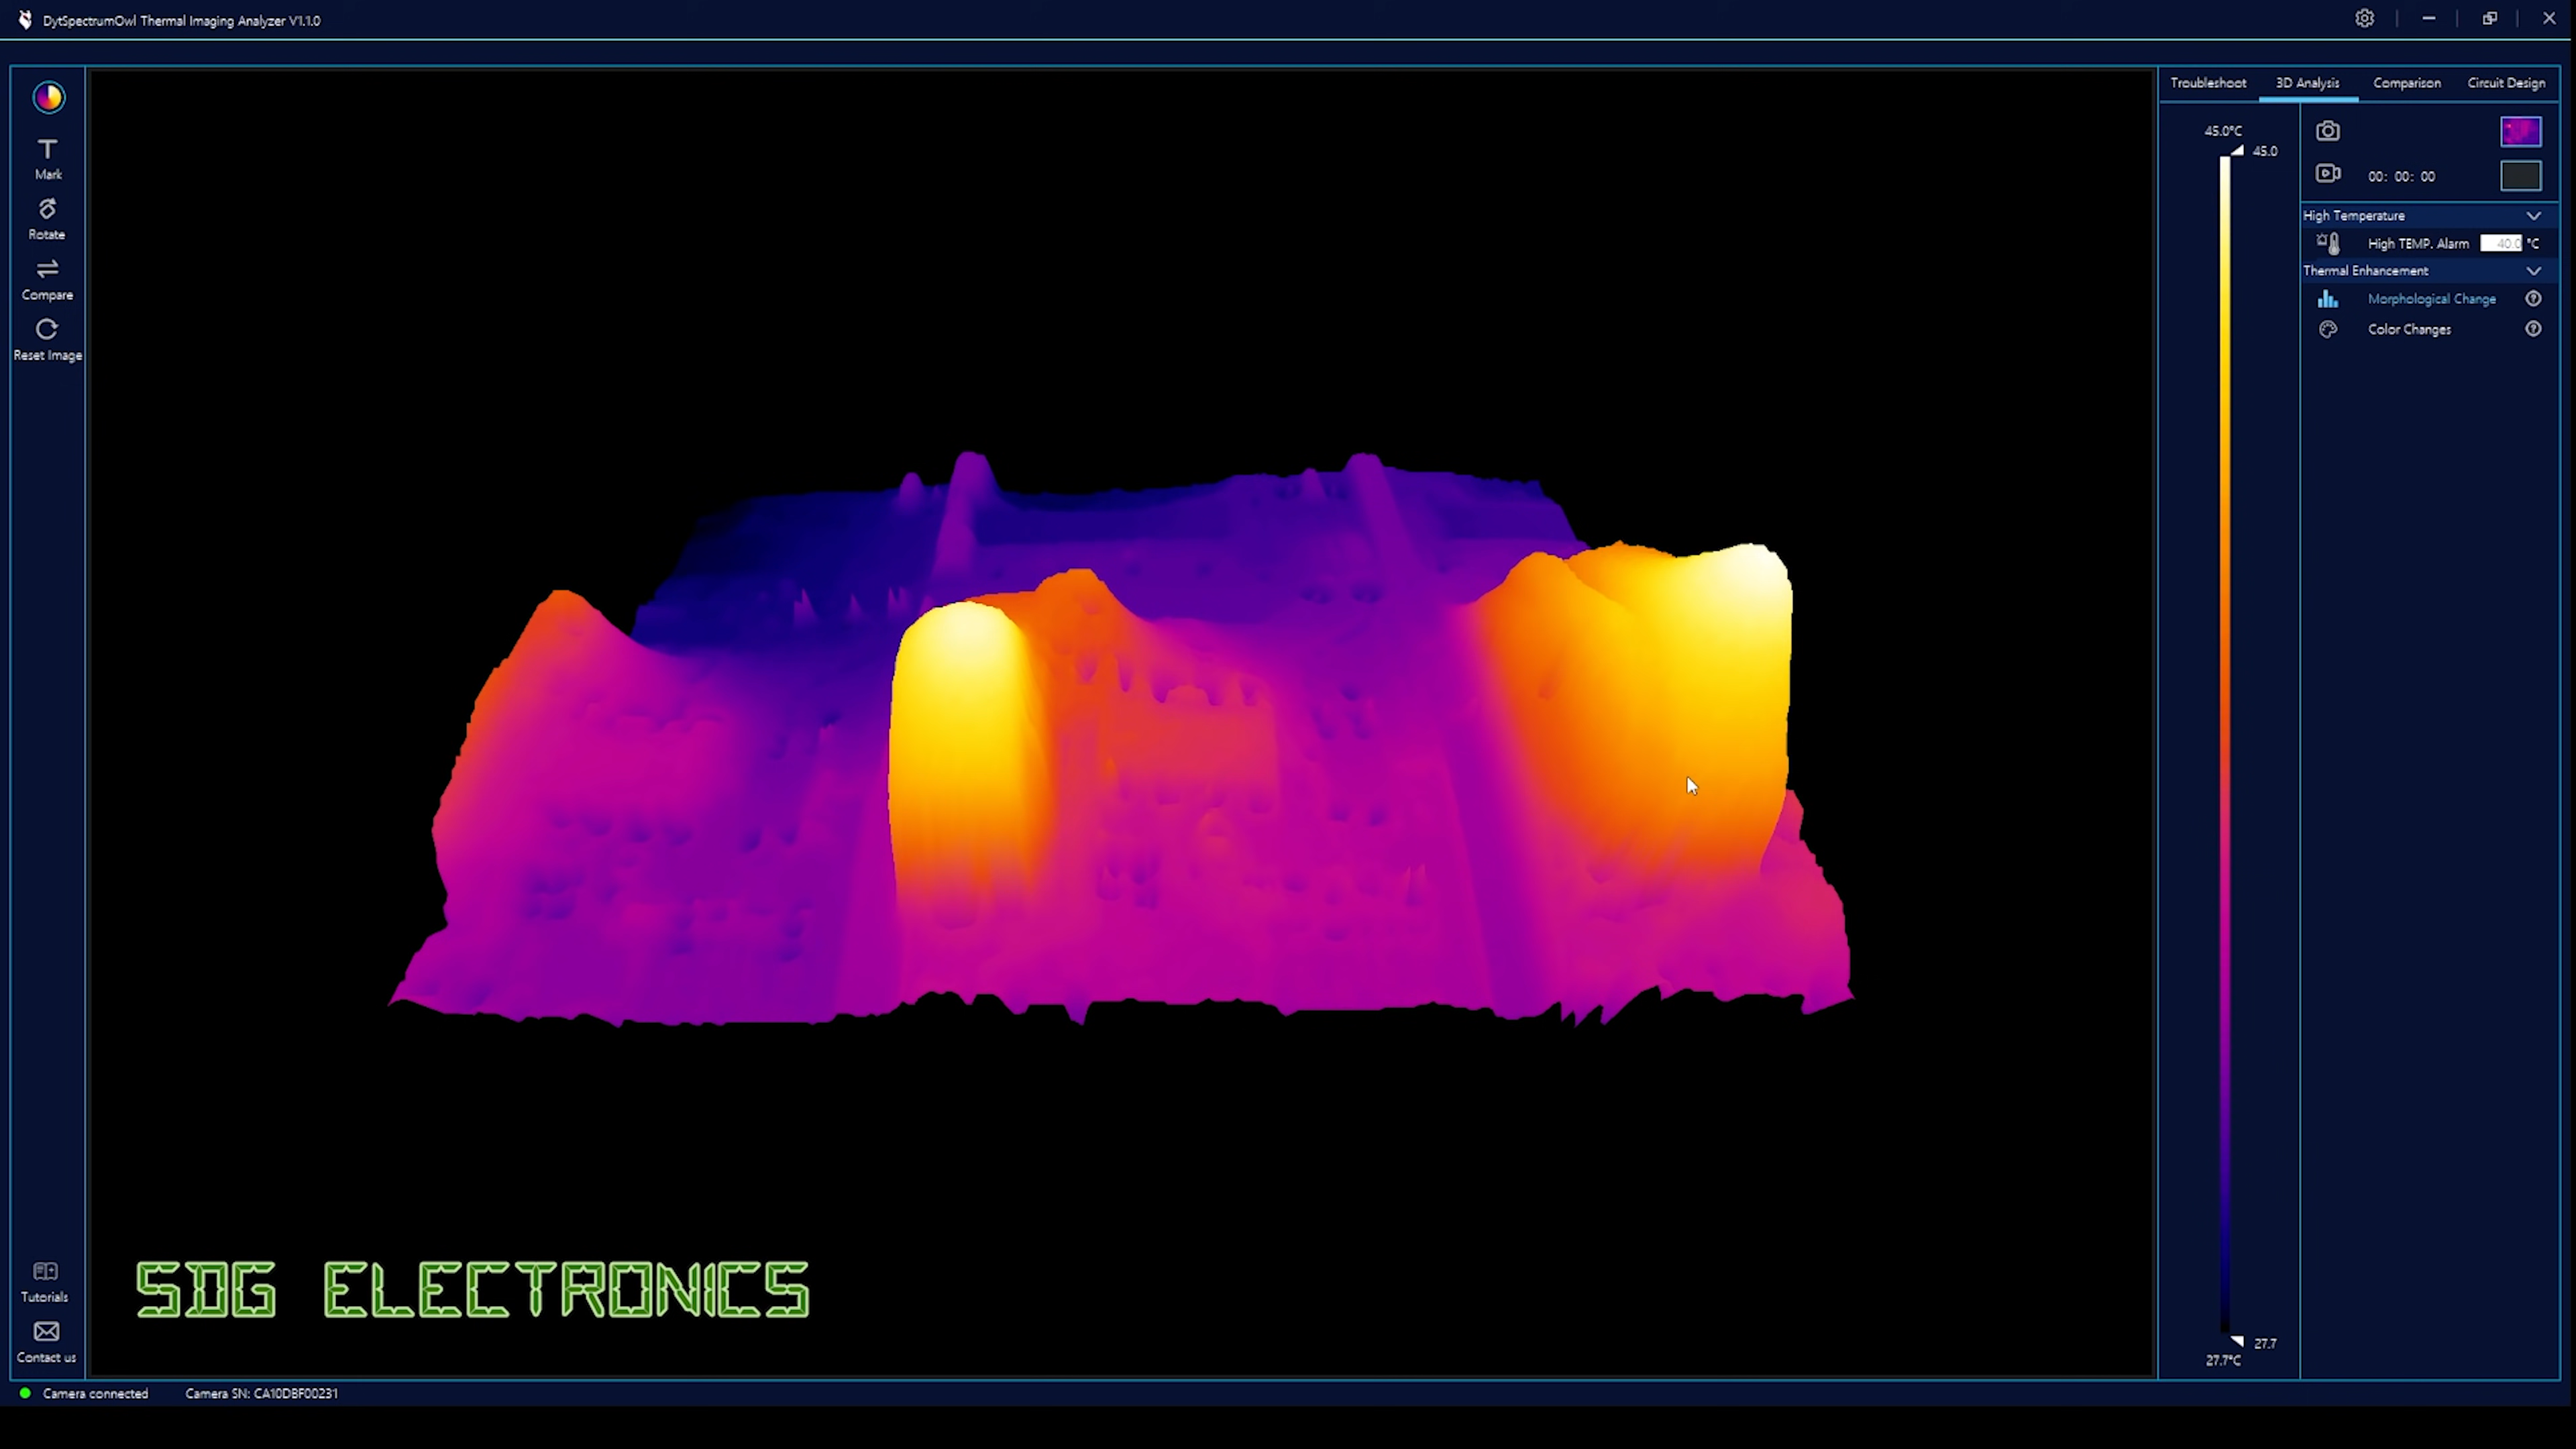 DytSpectrumOwl Thermal Imaging Analyzer V1.1.0
Mark
Rotate
Compare
Reset Image
Tutorials
Contact us
SDG ELECTRONICS
Troubleshoot 3D Analysis Comparison Circuit Design
45.0°C
45.0
27.7
27.7°C
00: 00: 00
High Temperature
High TEMP. Alarm 40.0 °C
Thermal Enhancement
Morphological Change
Color Changes
Camera connected Camera SN: CA10DBF00231